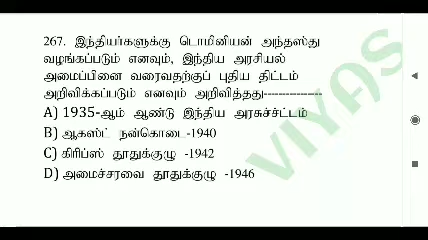 267. இந்தியர்களுக்கு டொமினியன் அந்தஸ்து
வழங்கப்படும் எனவும், இந்திய அரசியல்
அமைப்பினை வரைவதற்குப் புதிய திட்டம்
அறிவிக்கப்படும் எனவும் அறிவித்தது----------------
A) 1935-ஆம் ஆண்டு இந்திய அரசுச்சட்டம்
B) ஆகஸ்ட் நன்கொடை-1940
C) கிரிப்ஸ் தூதுக்குழு -1942
D) அமைச்சரவை தூதுக்குழு -1946
VIYAS